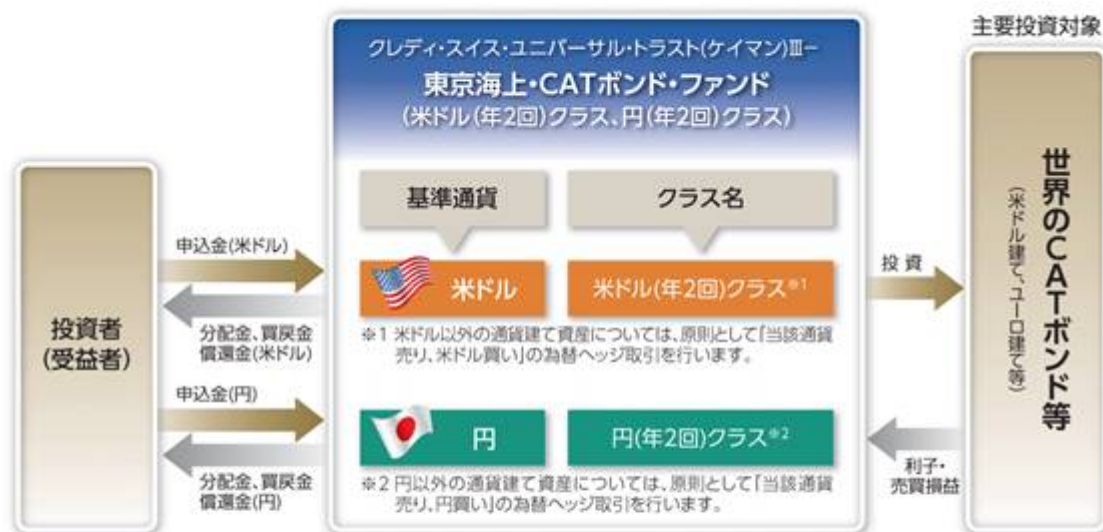 クレディ・スイス・ユニバーサル・トラスト(ケイマン)Ⅲ−
東京海上・CATボンド・ファンド
(米ドル(年2回)クラス、円(年2回)クラス)
基準通貨
クラス名
米ドル
米ドル(年2回)クラス※1
※1 米ドル以外の通貨建て資産については、原則として「当該通貨
売り、米ドル買い」の為替ヘッジ取引を行います。
円
円(年2回)クラス※2
※2 円以外の通貨建て資産については、原則として「当該通貨
売り、円買い」の為替ヘッジ取引を行います。
投資者
(受益者)
申込金(米ドル)
分配金、買戻金
償還金(米ドル)
申込金(円)
分配金、買戻金
償還金(円)
投資
利子・
売買損益
主要投資対象
世界のCATボンド等
(米ドル建て、ユーロ建て等)